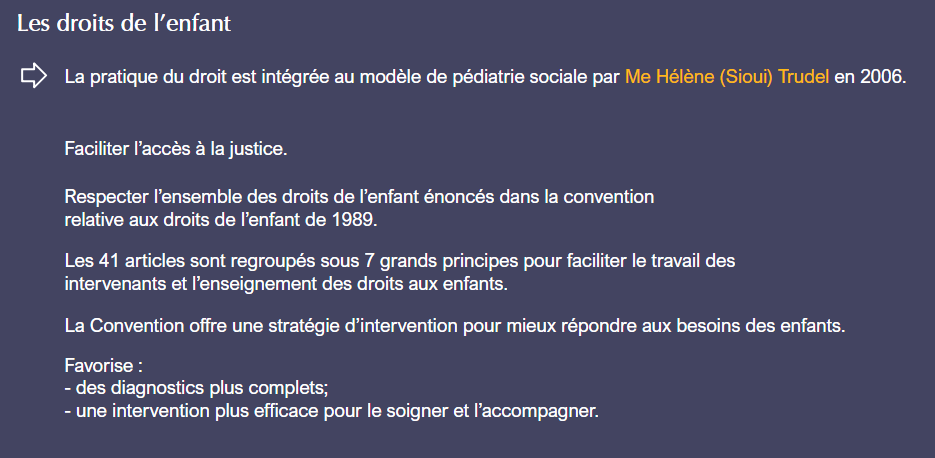 Les droits de l'enfant
La pratique du droit est intégrée au modèle de pédiatrie sociale par Me Hélène (Sioui) Trudel en 2006.
Faciliter l'accès à la justice.
Respecter l'ensemble des droits de l'enfant énoncés dans la convention
relative aux droits de l'enfant de 1989.
Les 41 articles sont regroupés sous 7 grands principes pour faciliter le travail des
intervenants et l'enseignement des droits aux enfants.
La Convention offre une stratégie d'intervention pour mieux répondre aux besoins des enfants.
Favorise :
- des diagnostics plus complets;
- une intervention plus efficace pour le soigner et l'accompagner.